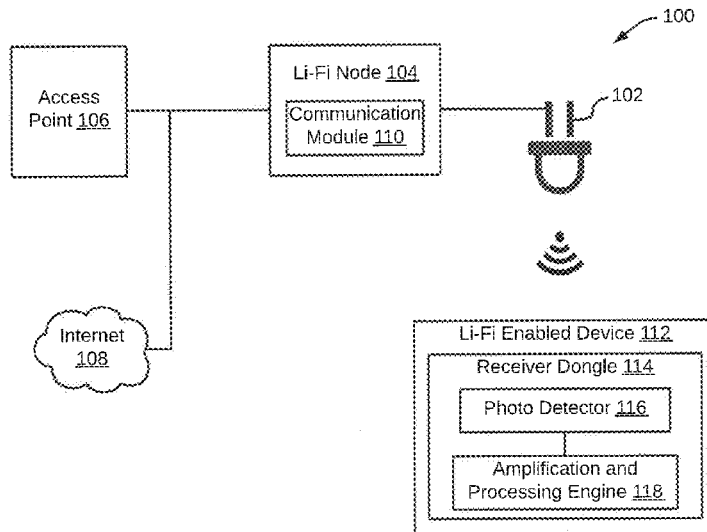 100
Access
Point 106
Li-Fi Node 104
Communication
Module 110
102
Internet
108
Li-Fi Enabled Device 112
Receiver Dongle 114
Photo Detector 116
Amplification and
Processing Engine 118